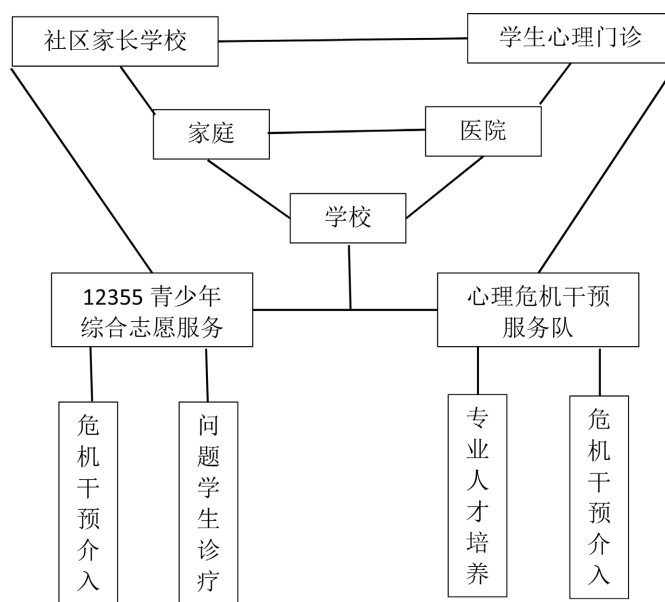 社区家长学校
学生心理门诊
家庭
医院
学校
12355 青少年
综合志愿服务
心理危机干预
服务队
危机干预介入
问题学生诊疗
专业人才培养
危机干预介入